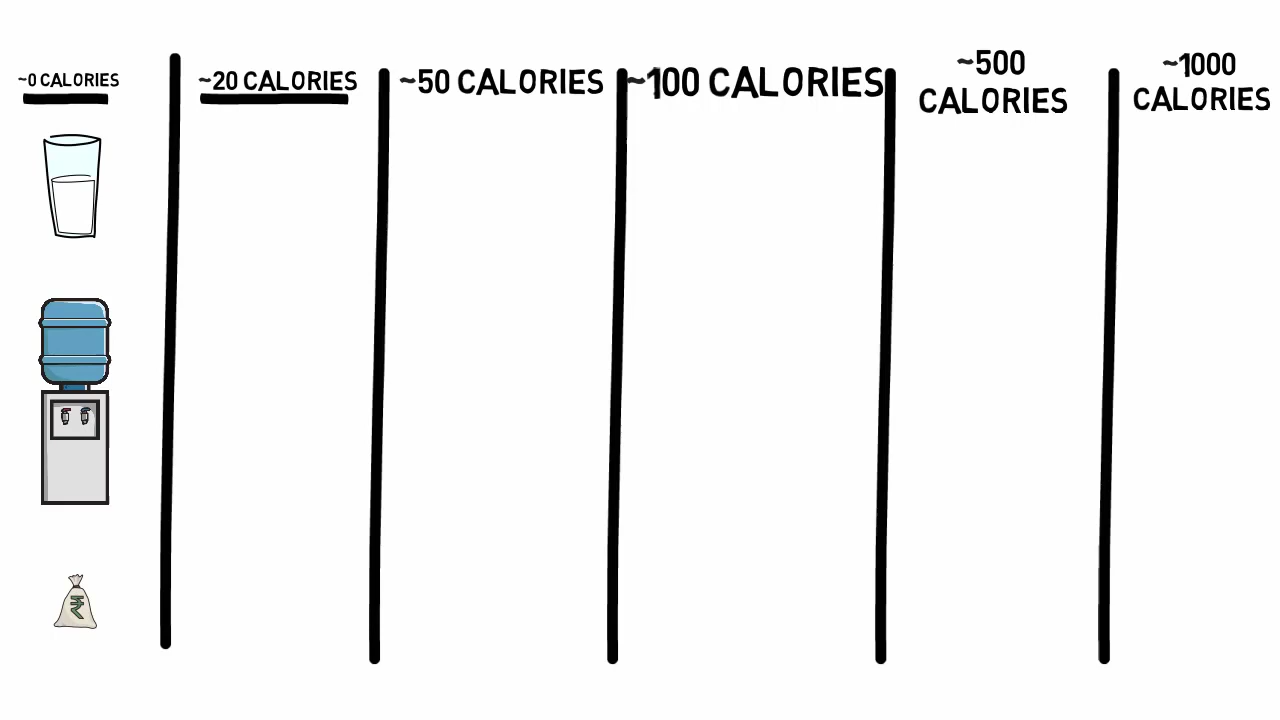 ~0 CALORIES
~20 CALORIES
~50 CALORIES
~100 CALORIES
~500
CALORIES
~1000
CALORIES
₹